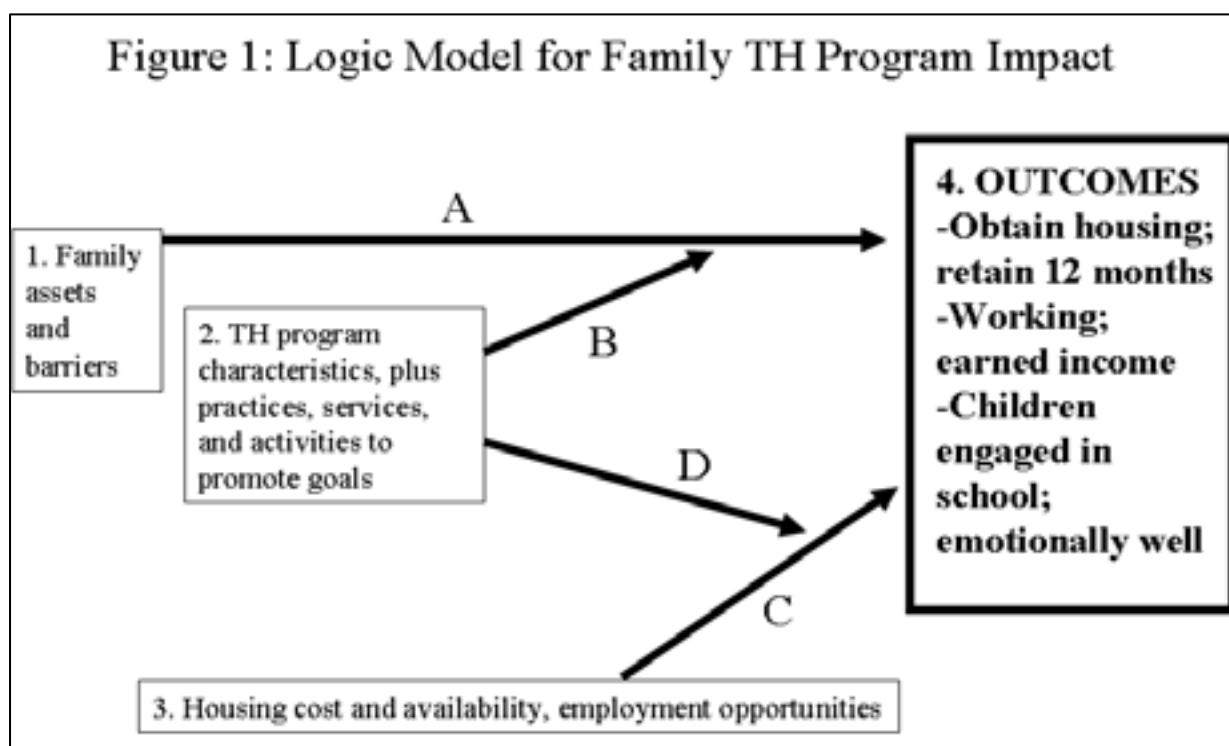 Figure 1: Logic Model for Family TH Program Impact
A
1. Family
assets
and
barriers
2. TH program
characteristics, plus
practices, services,
and activities to
promote goals
B
D
C
3. Housing cost and availability, employment opportunities
4. OUTCOMES
-Obtain housing;
retain 12 months
-Working;
earned income
-Children
engaged in
school;
emotionally well